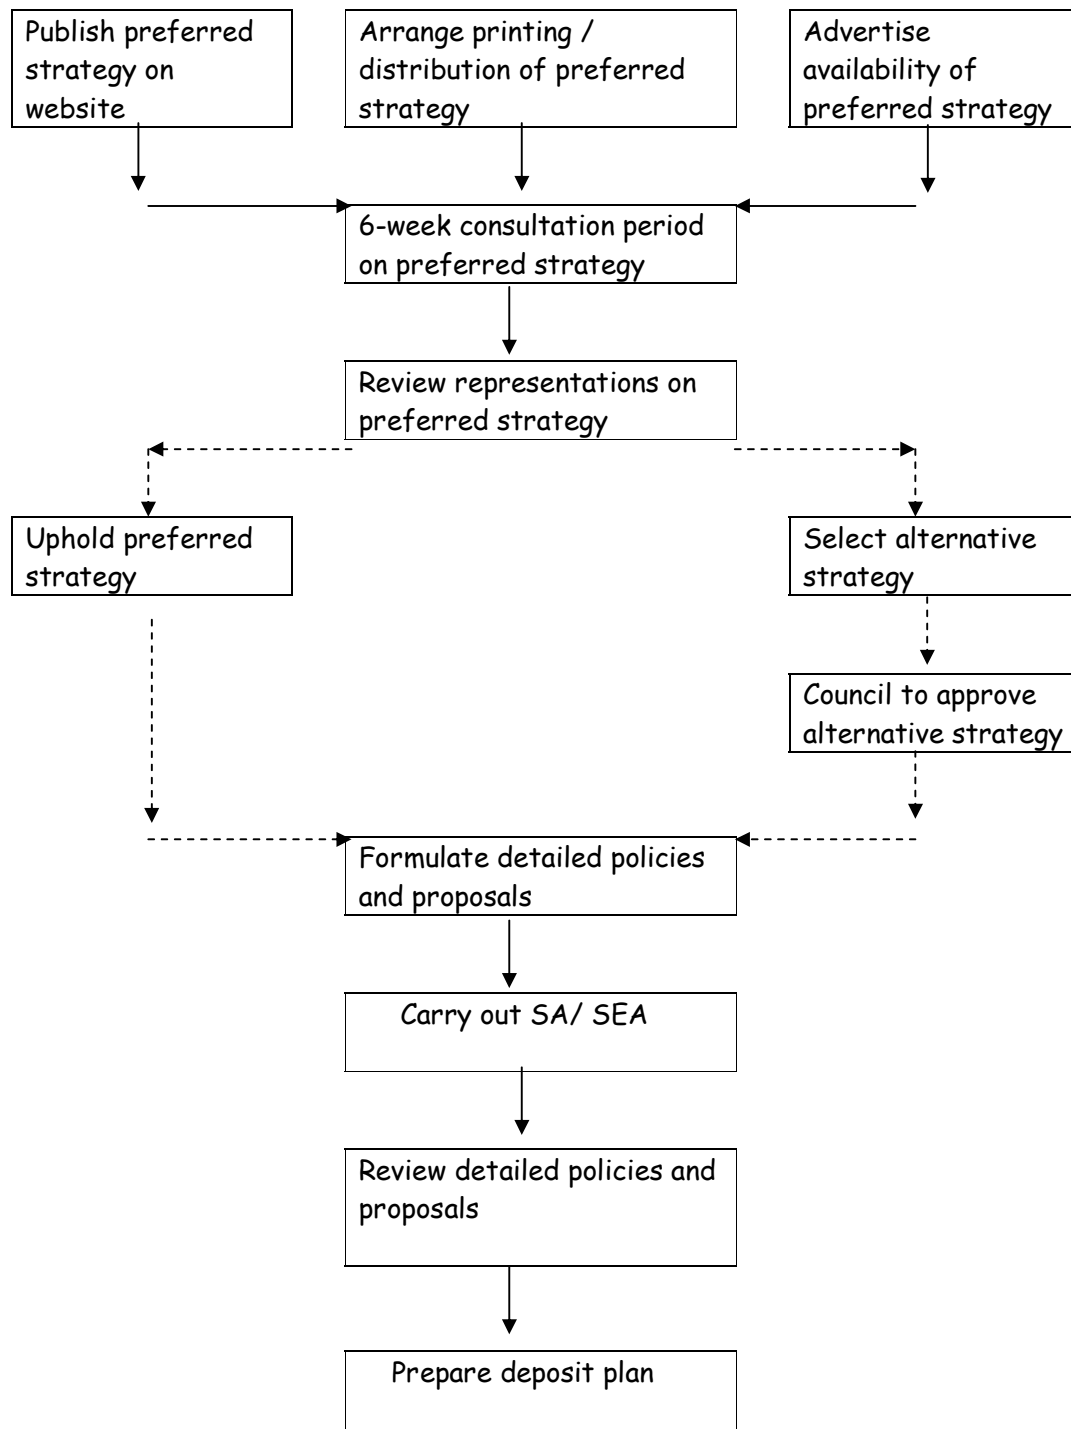 Publish preferred
strategy on
website
Arrange printing /
distribution of preferred
strategy
Advertise
availability of
preferred strategy
6-week consultation period
on preferred strategy
Review representations on
preferred strategy
Uphold preferred
strategy
Select alternative
strategy
Council to approve
alternative strategy
Formulate detailed policies
and proposals
Carry out SA/ SEA
Review detailed policies and
proposals
Prepare deposit plan